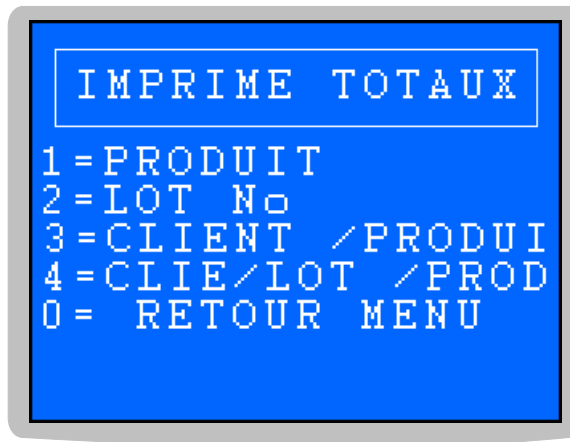 IMPRIME TOTAUX
1=PRODUIT
2=LOT No
3=CLIENT /PRODUI
4=CLIE/LOT /PROD
0= RETOUR MENU